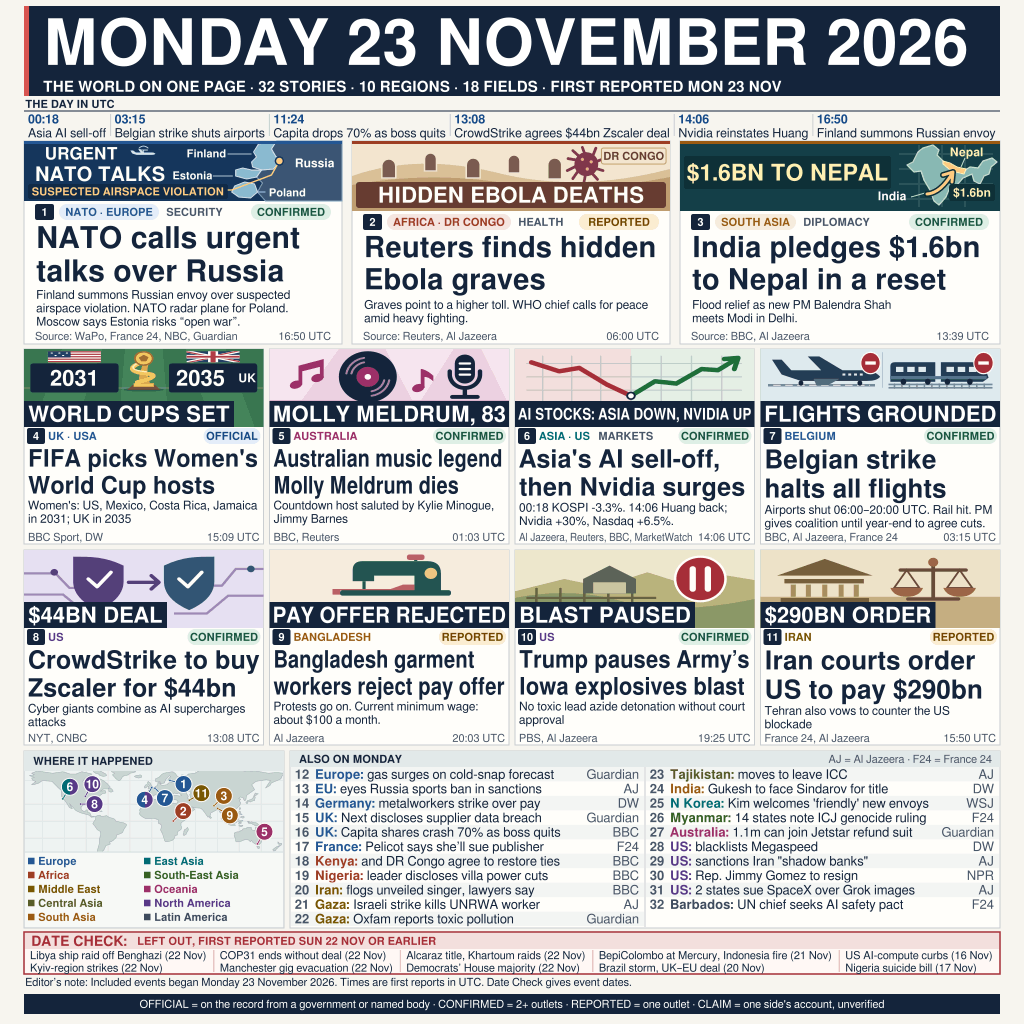 MONDAY 23 NOVEMBER 2026
THE WORLD ON ONE PAGE · 32 STORIES · 10 REGIONS · 18 FIELDS · FIRST REPORTED MON 23 NOV
THE DAY IN UTC
00:18
Asia AI sell-off
03:15
Belgian strike shuts airports
11:24
Capita drops 70% as boss quits
13:08
CrowdStrike agrees $44bn Zscaler deal
14:06
Nvidia reinstates Huang
16:50
Finland summons Russian envoy
URGENT
NATO TALKS
SUSPECTED AIRSPACE VIOLATION
Finland
Estonia
Russia
Poland
1 NATO · EUROPE SECURITY CONFIRMED
NATO calls urgent
talks over Russia
Finland summons Russian envoy over suspected
airspace violation. NATO radar plane for Poland.
Moscow says Estonia risks “open war”.
Source: WaPo, France 24, NBC, Guardian 16:50 UTC
DR CONGO
HIDDEN EBOLA DEATHS
2 AFRICA · DR CONGO HEALTH REPORTED
Reuters finds hidden
Ebola graves
Graves point to a higher toll. WHO chief calls for peace
amid heavy fighting.
Source: Reuters, Al Jazeera 06:00 UTC
$1.6BN TO NEPAL
Nepal
India
$1.6bn
3 SOUTH ASIA DIPLOMACY CONFIRMED
India pledges $1.6bn
to Nepal in a reset
Flood relief as new PM Balendra Shah
meets Modi in Delhi.
Source: BBC, Al Jazeera 13:39 UTC
2031
2035 UK
WORLD CUPS SET
4 UK · USA OFFICIAL
FIFA picks Women's
World Cup hosts
Women's: US, Mexico, Costa Rica, Jamaica
in 2031; UK in 2035
BBC Sport, DW 15:09 UTC
MOLLY MELDRUM, 83
5 AUSTRALIA CONFIRMED
Australian music legend
Molly Meldrum dies
Countdown host saluted by Kylie Minogue,
Jimmy Barnes
BBC, Reuters 01:03 UTC
AI STOCKS: ASIA DOWN, NVIDIA UP
6 ASIA · US MARKETS CONFIRMED
Asia's AI sell-off,
then Nvidia surges
00:18 KOSPI -3.3%. 14:06 Huang back;
Nvidia +30%, Nasdaq +6.5%.
Al Jazeera, Reuters, BBC, MarketWatch 14:06 UTC
FLIGHTS GROUNDED
7 BELGIUM CONFIRMED
Belgian strike
halts all flights
Airports shut 06:00–20:00 UTC. Rail hit. PM
gives coalition until year-end to agree cuts.
BBC, Al Jazeera, France 24 03:15 UTC
$44BN DEAL
8 US CONFIRMED
CrowdStrike to buy
Zscaler for $44bn
Cyber giants combine as AI supercharges
attacks
NYT, CNBC 13:08 UTC
PAY OFFER REJECTED
9 BANGLADESH REPORTED
Bangladesh garment
workers reject pay offer
Protests go on. Current minimum wage:
about $100 a month.
Al Jazeera 20:03 UTC
BLAST PAUSED
10 US CONFIRMED
Trump pauses Army’s
Iowa explosives blast
No toxic lead azide detonation without court
approval
PBS, Al Jazeera 19:25 UTC
$290BN ORDER
11 IRAN REPORTED
Iran courts order
US to pay $290bn
Tehran also vows to counter the US
blockade
France 24, Al Jazeera 15:50 UTC
WHERE IT HAPPENED
6
10
8
1
4
7
11
2
3
9
5
Europe
Africa
Middle East
Central Asia
South Asia
East Asia
South-East Asia
Oceania
North America
Latin America
ALSO ON MONDAY AJ = Al Jazeera · F24 = France 24
12 Europe: gas surges on cold-snap forecast Guardian
13 EU: eyes Russia sports ban in sanctions AJ
14 Germany: metalworkers strike over pay DW
15 UK: Next discloses supplier data breach Guardian
16 UK: Capita shares crash 70% as boss quits BBC
17 France: Pelicot says she’ll sue publisher F24
18 Kenya: and DR Congo agree to restore ties BBC
19 Nigeria: leader discloses villa power cuts BBC
20 Iran: flogs unveiled singer, lawyers say BBC
21 Gaza: Israeli strike kills UNRWA worker AJ
22 Gaza: Oxfam reports toxic pollution Guardian
23 Tajikistan: moves to leave ICC AJ
24 India: Gukesh to face Sindarov for title DW
25 N Korea: Kim welcomes 'friendly' new envoys WSJ
26 Myanmar: 14 states note ICJ genocide ruling F24
27 Australia: 1.1m can join Jetstar refund suit Guardian
28 US: blacklists Megaspeed DW
29 US: sanctions Iran "shadow banks" AJ
30 US: Rep. Jimmy Gomez to resign NPR
31 US: 2 states sue SpaceX over Grok images AJ
32 Barbados: UN chief seeks AI safety pact F24
DATE CHECK: LEFT OUT, FIRST REPORTED SUN 22 NOV OR EARLIER
Libya ship raid off Benghazi (22 Nov)
Kyiv-region strikes (22 Nov)
COP31 ends without deal (22 Nov)
Manchester gig evacuation (22 Nov)
Alcaraz title, Khartoum raids (22 Nov)
Democrats’ House majority (22 Nov)
BepiColombo at Mercury, Indonesia fire (21 Nov)
Brazil storm, UK–EU deal (20 Nov)
US AI-compute curbs (16 Nov)
Nigeria suicide bill (17 Nov)
Editor’s note: Included events began Monday 23 November 2026. Times are first reports in UTC. Date Check gives event dates.
OFFICIAL = on the record from a government or named body · CONFIRMED = 2+ outlets · REPORTED = one outlet · CLAIM = one side’s account, unverified